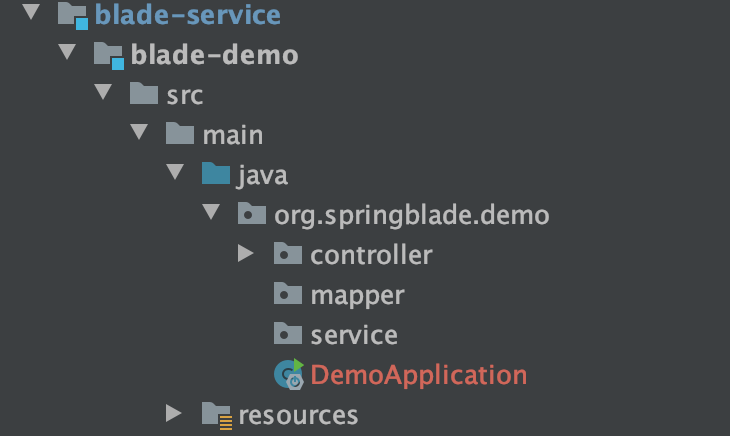 blade-service
blade-demo
src
main
java
org.springblade.demo
controller
mapper
service
DemoApplication
resources